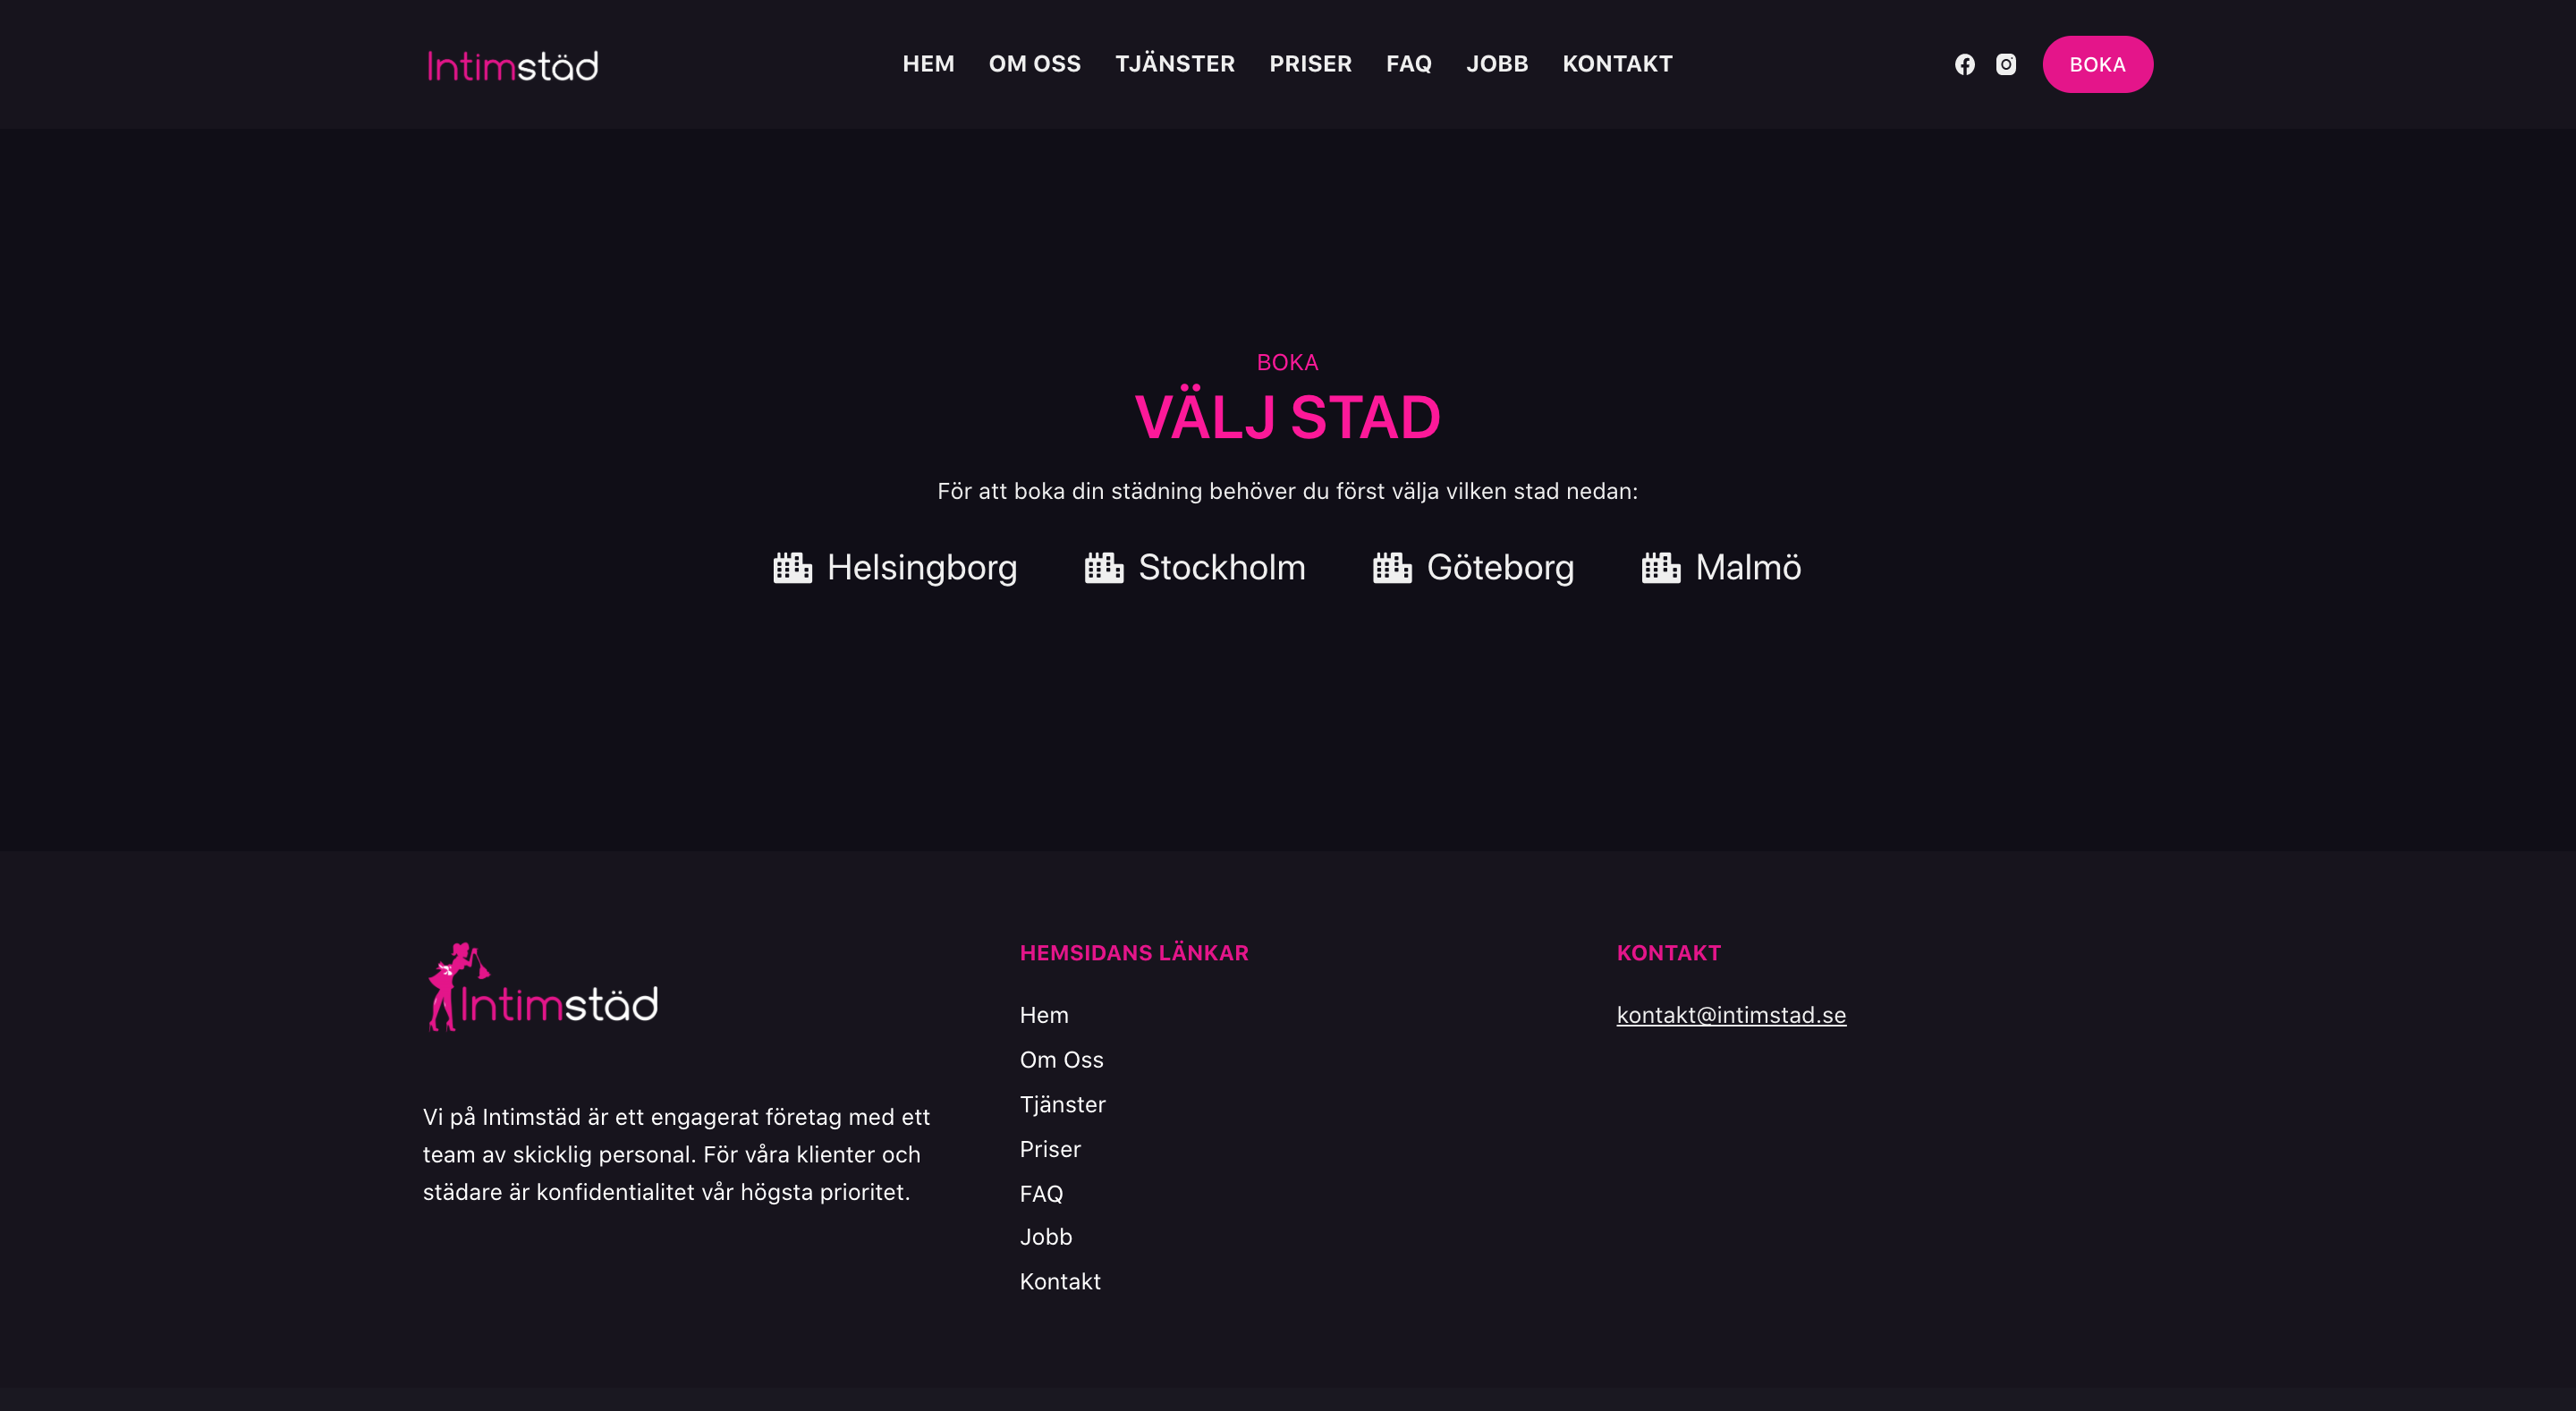 Intimstäd
HEM OM OSS TJÄNSTER PRISER FAQ JOBB KONTAKT
BOKA
BOKA
VÄLJ STAD
För att boka din städning behöver du först välja vilken stad nedan:
Helsingborg Stockholm Göteborg Malmö
Intimstäd
Vi på Intimstäd är ett engagerat företag med ett
team av skicklig personal. För våra klienter och
städare är konfidentialitet vår högsta prioritet.
HEMSIDANS LÄNKAR
Hem
Om Oss
Tjänster
Priser
FAQ
Jobb
Kontakt
KONTAKT
kontakt@intimstad.se